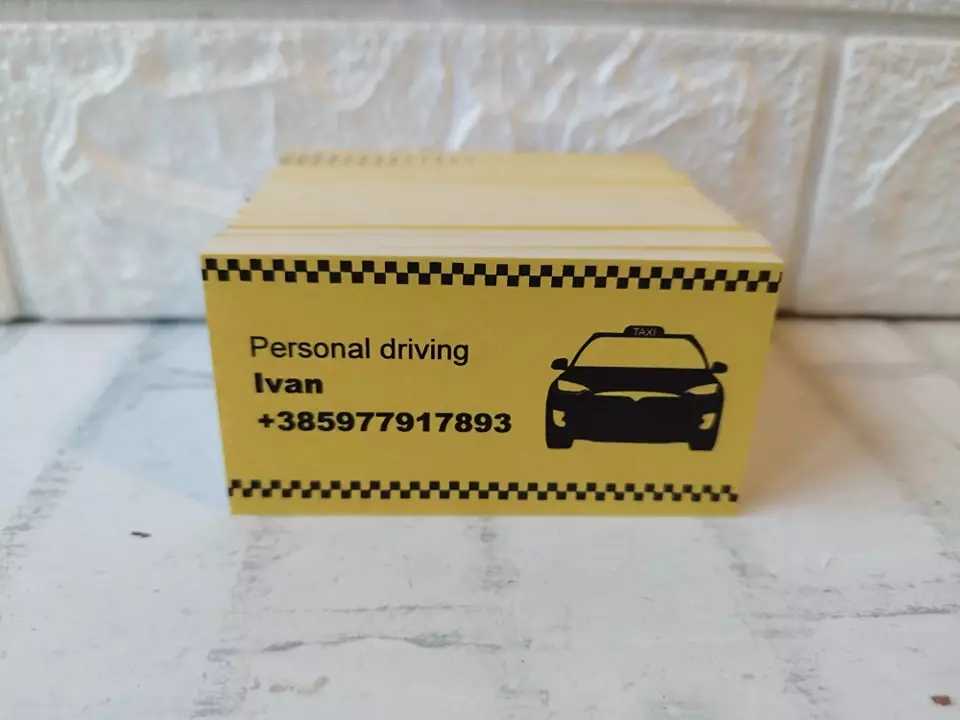 TAXI
Personal driving
Ivan
+385977917893